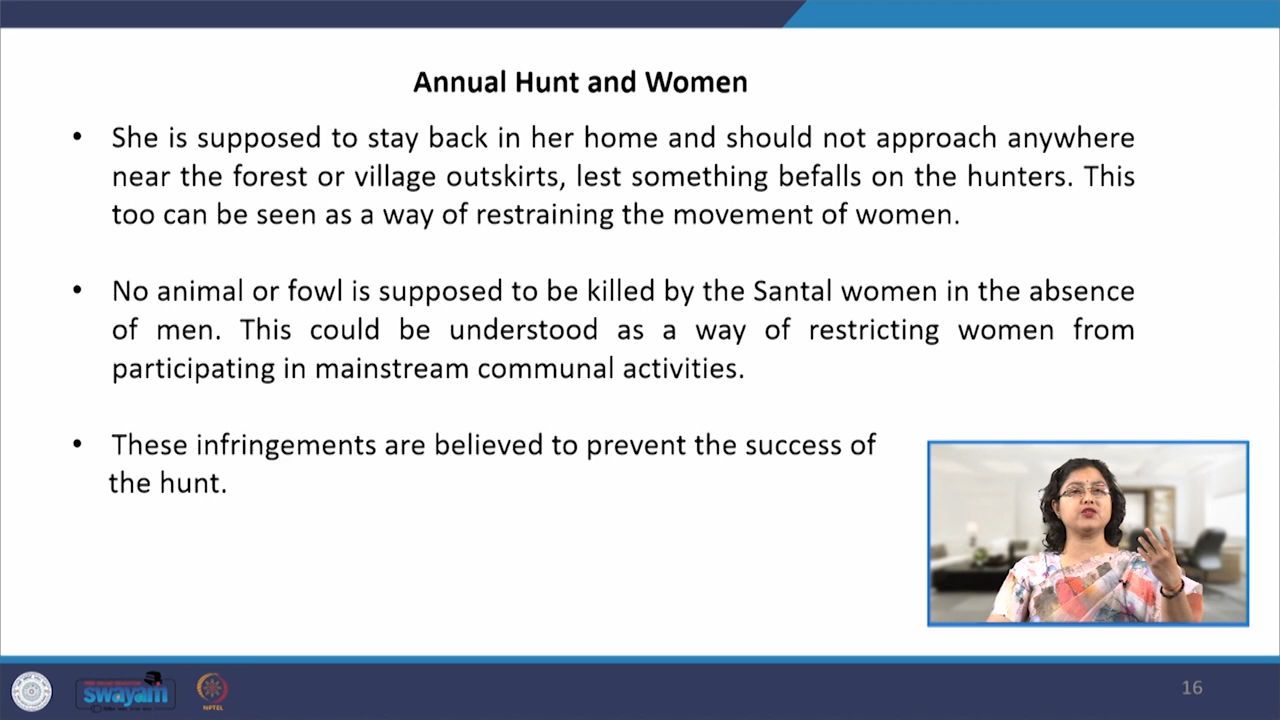 Annual Hunt and Women
• She is supposed to stay back in her home and should not approach anywhere
near the forest or village outskirts, lest something befalls on the hunters. This
too can be seen as a way of restraining the movement of women.
• No animal or fowl is supposed to be killed by the Santal women in the absence
of men. This could be understood as a way of restricting women from
participating in mainstream communal activities.
• These infringements are believed to prevent the success of
the hunt.
swayam
NPTEL
16